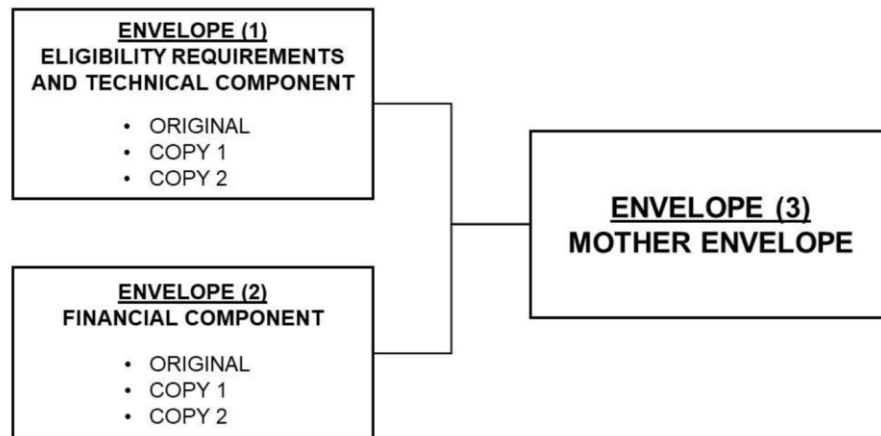 ENVELOPE (1)
ELIGIBILITY REQUIREMENTS
AND TECHNICAL COMPONENT
• ORIGINAL
• COPY 1
• COPY 2
ENVELOPE (3)
MOTHER ENVELOPE
ENVELOPE (2)
FINANCIAL COMPONENT
• ORIGINAL
• COPY 1
• COPY 2